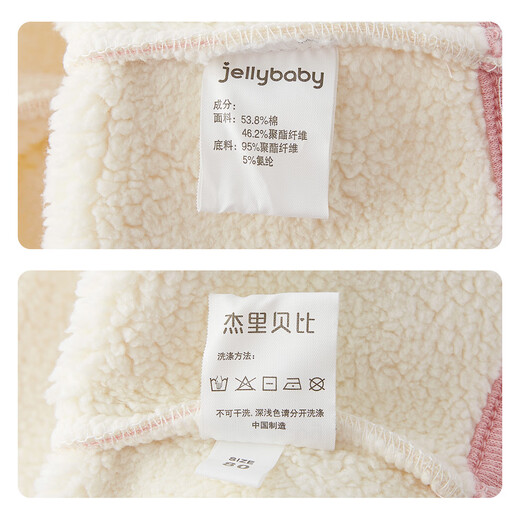 jellybaby
成分:
面料: 53.8%棉
46.2%聚酯纤维
底料: 95%聚酯纤维
5%氨纶
杰里贝比
洗涤方法:
不可干洗, 深浅色请分开洗涤
中国制造
SIZE
80